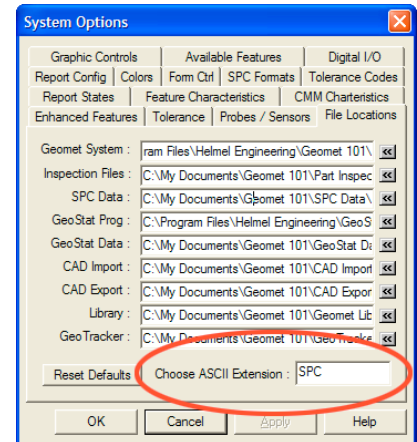 System Options
Graphic Controls Available Features Digital I/O
Report Config Colors Form Ctrl SPC Formats Tolerance Codes
Report States Feature Characteristics CMM Charteristics
Enhanced Features Tolerance Probes / Sensors File Locations
Geomet System : ram Files\Helmel Engineering\Geomet 101\ <<
Inspection Files : C:\My Documents\Geomet 101\Part Inspec <<
SPC Data : C:\My Documents\Geomet 101\SPC Data\ <<
GeoStat Prog : C:\Program Files\Helmel Engineering\GeoS <<
GeoStat Data : C:\My Documents\Geomet 101\GeoStat Da <<
CAD Import : C:\My Documents\Geomet 101\CAD Import <<
CAD Export : C:\My Documents\Geomet 101\CAD Expor <<
Library : C:\My Documents\Geomet 101\Geomet Lib <<
GeoTracker : C:\My Documents\Geomet 101\GeoTracke <<
Reset Defaults Choose ASCII Extension : SPC
OK Cancel Apply Help